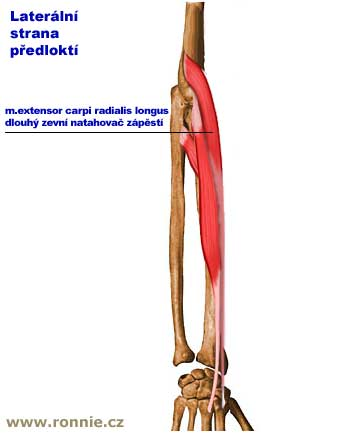 Laterální
strana
předloktí
m.extensor carpi radialis longus
dlouhý zevní natahovač zápěstí
www.ronnie.cz